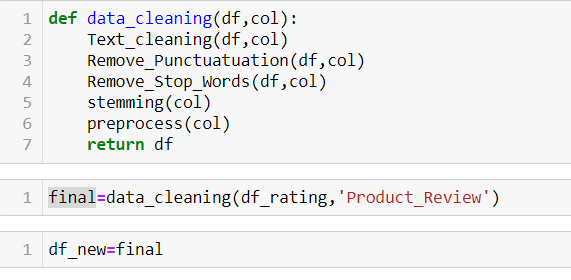 1 def data_cleaning(df,col):
2     Text_cleaning(df,col)
3     Remove_Punctuatuation(df,col)
4     Remove_Stop_Words(df,col)
5     stemming(col)
6     preprocess(col)
7     return df
1 final=data_cleaning(df_rating,'Product_Review')
1 df_new=final